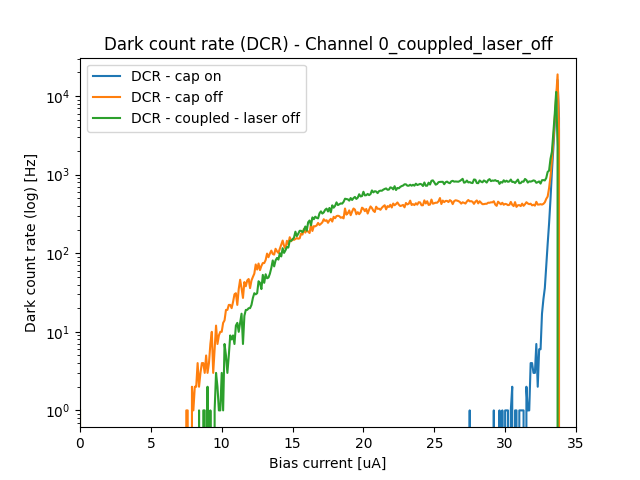 Dark count rate (DCR) - Channel 0_couppled_laser_off
DCR - cap on
DCR - cap off
DCR - coupled - laser off
Dark count rate (log) [Hz]
10^4
10^3
10^2
10^1
10^0
0 5 10 15 20 25 30 35
Bias current [uA]